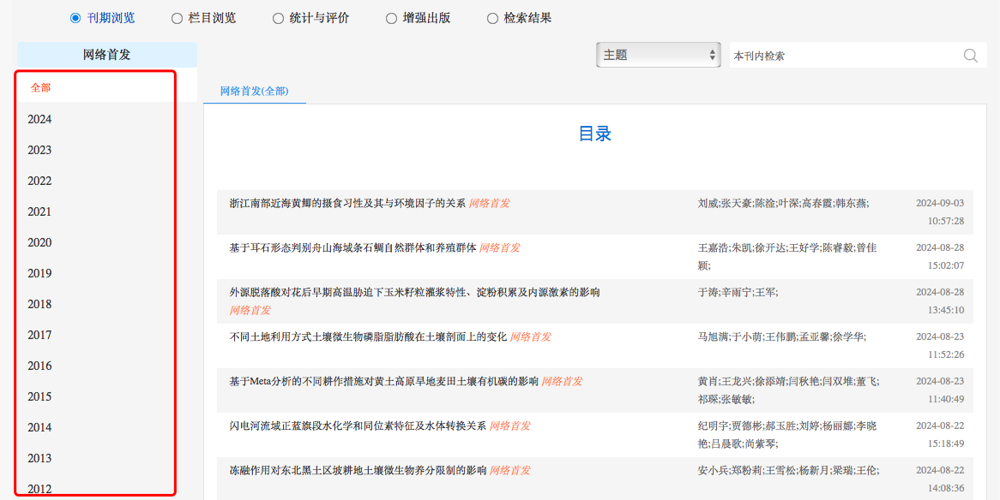 刊期浏览 栏目浏览 统计与评价 增强出版 检索结果
网络首发
主题 本刊内检索
全部
网络首发(全部)
2024
2023
2022
2021
2020
2019
2018
2017
2016
2015
2014
2013
2012
目录
浙江南部近海黄鲫的摄食习性及其与环境因子的关系 网络首发 刘威;张天豪;陈淦;叶深;高春霞;韩东燕; 2024-09-03
10:57:28
基于耳石形态判别舟山海域条石鲷自然群体和养殖群体 网络首发 王嘉浩;朱凯;徐开达;王好学;陈睿毅;曾佳 2024-08-28
颖; 15:02:07
外源脱落酸对花后早期高温胁迫下玉米籽粒灌浆特性、淀粉积累及内源激素的影响 于涛;辛雨宁;王军; 2024-08-28
网络首发 13:45:10
不同土地利用方式土壤微生物磷脂脂肪酸在土壤剖面上的变化 网络首发 马旭满;于小萌;王伟鹏;孟亚馨;徐学华; 2024-08-23
11:52:26
基于Meta分析的不同耕作措施对黄土高原旱地麦田土壤有机碳的影响 网络首发 黄肖;王龙兴;徐添靖;闫秋艳;闫双堆;董飞; 2024-08-23
祁琛;张敏敏; 11:40:49
闪电河流域正蓝旗段水化学和同位素特征及水体转换关系 网络首发 纪明宇;贾德彬;郝玉胜;刘婷;杨丽娜;李晓 2024-08-22
艳;吕晨歌;尚紫琴; 15:18:49
冻融作用对东北黑土区坡耕地土壤微生物养分限制的影响 网络首发 安小兵;郑粉莉;王雪松;杨新月;梁瑞;王伦; 2024-08-22
14:08:36